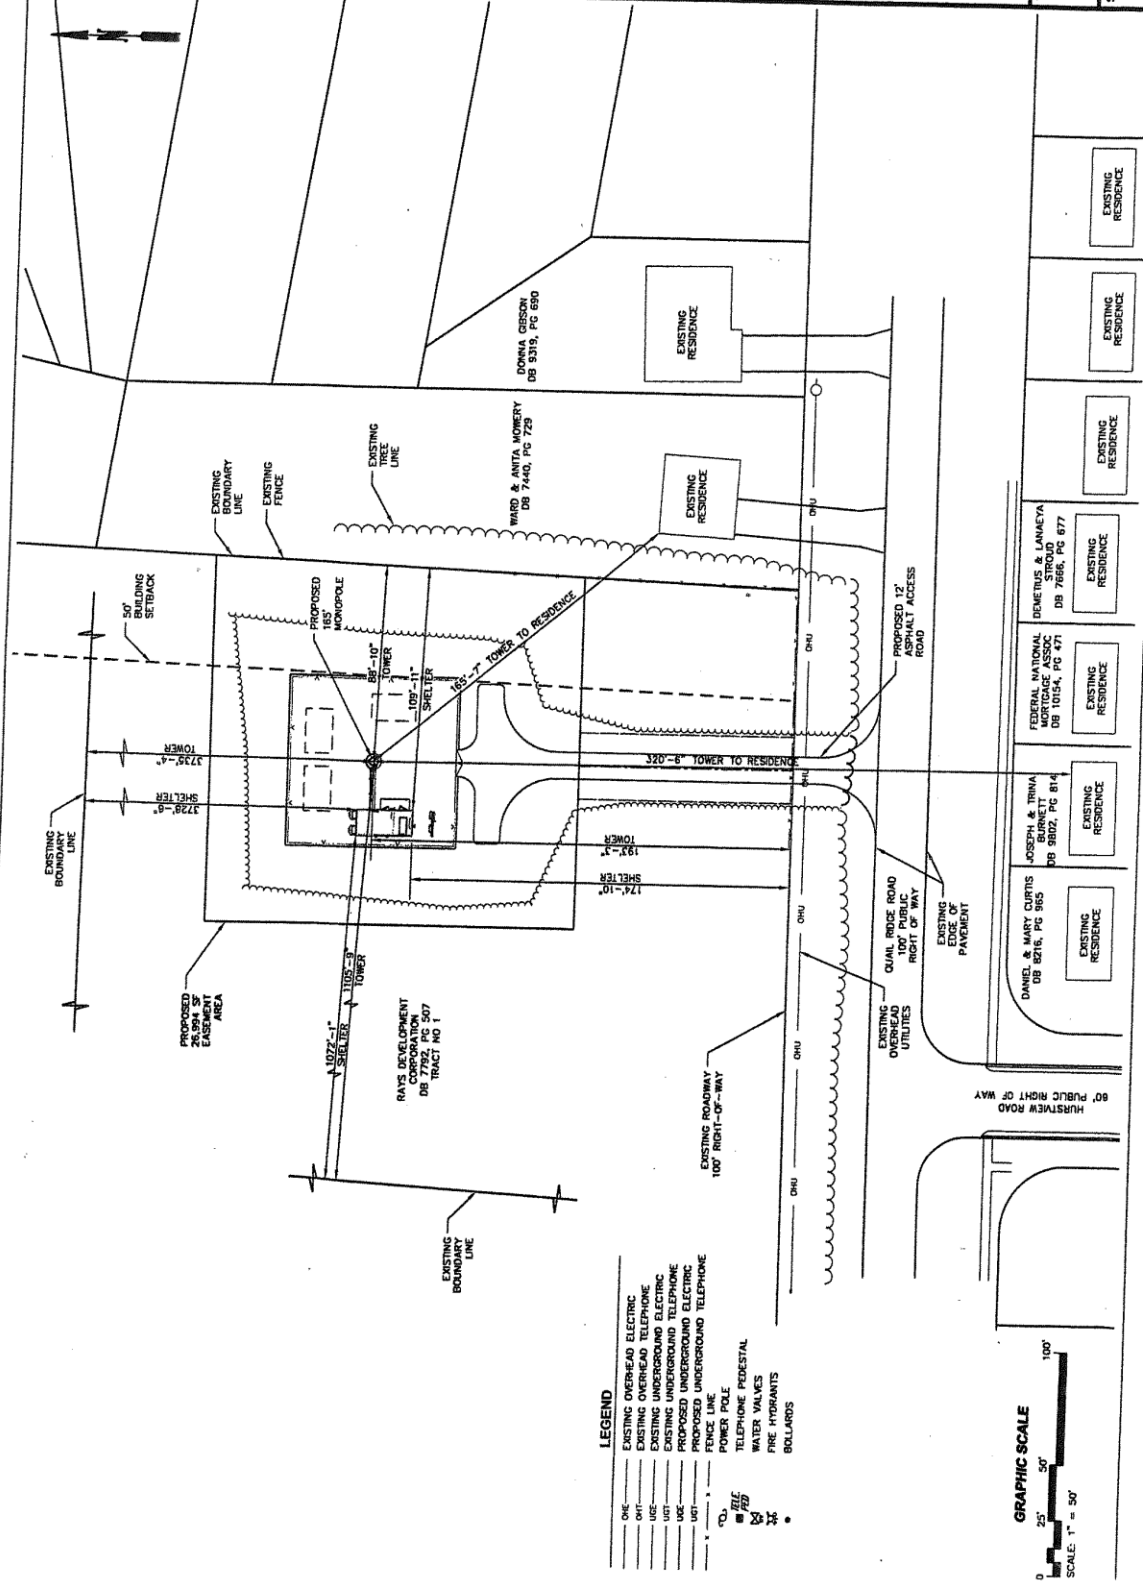 N
EXISTING
BOUNDARY
LINE
50'
BUILDING
SETBACK
EXISTING
BOUNDARY
LINE
EXISTING
FENCE
PROPOSED
165'
MONOPOLE
EXISTING
TREE
LINE
3735'-4"
TOWER
3728'-6"
SHELTER
PROPOSED
26,994 SF
EASEMENT
AREA
88'-10"
TOWER
109'-11"
SHELTER
165'-7" TOWER TO RESIDENCE
320'-6" TOWER TO RESIDENCE
193'-3"
TOWER
174'-10"
SHELTER
1105'-9"
TOWER
1072'-1"
SHELTER
RAYS DEVELOPMENT
CORPORATION
DB 7792, PG 507
TRACT NO 1
EXISTING
BOUNDARY
LINE
WARD & ANITA MOWERY
DB 7440, PG 729
DONNA GIBSON
DB 9319, PG 690
EXISTING
RESIDENCE
EXISTING
RESIDENCE
EXISTING ROADWAY
100' RIGHT-OF-WAY
OHU
OHU
OHU
OHU
OHU
OHU
EXISTING
OVERHEAD
UTILITIES
QUAIL RIDGE ROAD
100' PUBLIC
RIGHT OF WAY
EXISTING
EDGE OF
PAVEMENT
PROPOSED 12'
ASPHALT ACCESS
ROAD
HURSTVIEW ROAD
60' PUBLIC RIGHT OF WAY
DANIEL & MARY CURTIS
DB 8216, PG 965
EXISTING
RESIDENCE
JOSEPH & TRINA
BURNETT
DB 9802, PG 814
EXISTING
RESIDENCE
FEDERAL NATIONAL
MORTGAGE ASSOC
DB 10154, PG 471
EXISTING
RESIDENCE
DEMETIUS & LANAEYA
STROUD
DB 7666, PG 677
EXISTING
RESIDENCE
EXISTING
RESIDENCE
EXISTING
RESIDENCE
EXISTING
RESIDENCE
LEGEND
OHE EXISTING OVERHEAD ELECTRIC
OHT EXISTING OVERHEAD TELEPHONE
UGE EXISTING UNDERGROUND ELECTRIC
UGT EXISTING UNDERGROUND TELEPHONE
UGE PROPOSED UNDERGROUND ELECTRIC
UGT PROPOSED UNDERGROUND TELEPHONE
x x FENCE LINE
POWER POLE
TELE PED TELEPHONE PEDESTAL
WATER VALVES
FIRE HYDRANTS
BOLLARDS
GRAPHIC SCALE
0 25' 50' 100'
SCALE: 1" = 50'